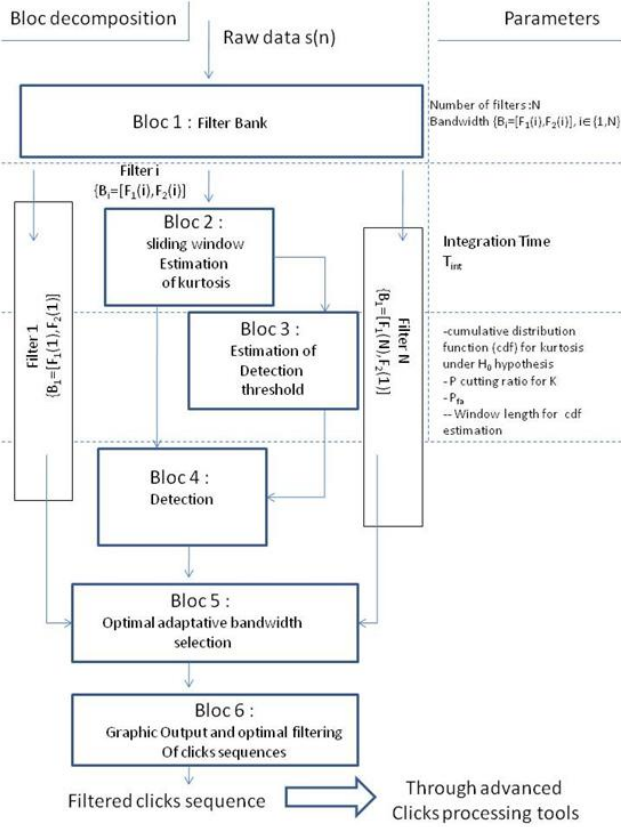 Bloc decomposition
Parameters
Raw data s(n)
Bloc 1 : Filter Bank
Number of filters :N
Bandwidth {Bᵢ=[F₁(i),F₂(i)], i∈{1,N}
Filter i
{Bᵢ=[F₁(i),F₂(i)]
Bloc 2 :
sliding window
Estimation
of kurtosis
Integration Time
T_int
Filter 1
{B₁=[F₁(1),F₂(1)]
Filter N
{B₁=[F₁(N),F₂(1)]
Bloc 3 :
Estimation of
Detection
threshold
-cumulative distribution
function (cdf) for kurtosis
under H₀ hypothesis
- P cutting ratio for K
- P_fa
-- Window length for cdf
estimation
Bloc 4 :
Detection
Bloc 5 :
Optimal adaptative bandwidth
selection
Bloc 6 :
Graphic Output and optimal filtering
Of clicks sequences
Filtered clicks sequence
Through advanced
Clicks processing tools